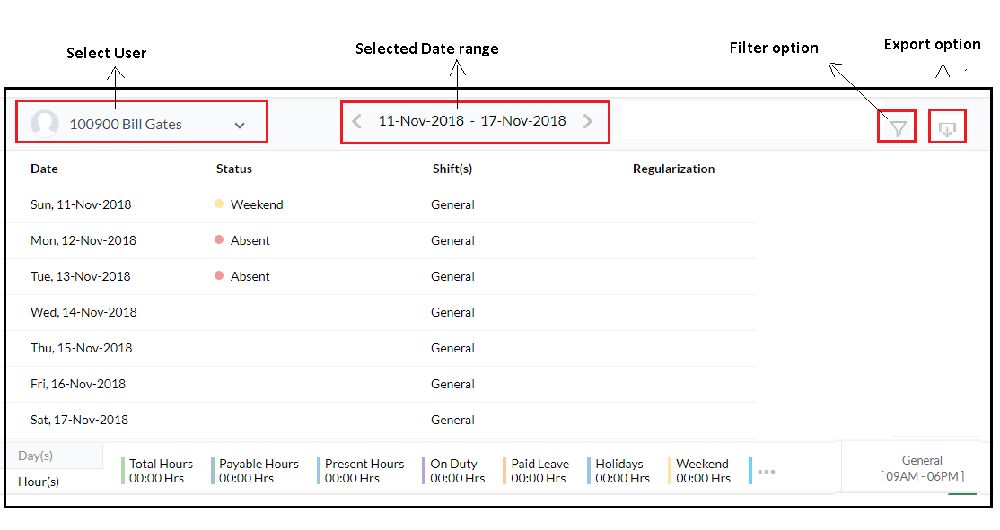 Select User
Selected Date range
Filter option
Export option
100900 Bill Gates
11-Nov-2018 - 17-Nov-2018
Date Status Shift(s) Regularization
Sun, 11-Nov-2018 Weekend General
Mon, 12-Nov-2018 Absent General
Tue, 13-Nov-2018 Absent General
Wed, 14-Nov-2018 General
Thu, 15-Nov-2018 General
Fri, 16-Nov-2018 General
Sat, 17-Nov-2018 General
Day(s)
Hour(s)
Total Hours
00:00 Hrs
Payable Hours
00:00 Hrs
Present Hours
00:00 Hrs
On Duty
00:00 Hrs
Paid Leave
00:00 Hrs
Holidays
00:00 Hrs
Weekend
00:00 Hrs
General
[ 09AM - 06PM ]